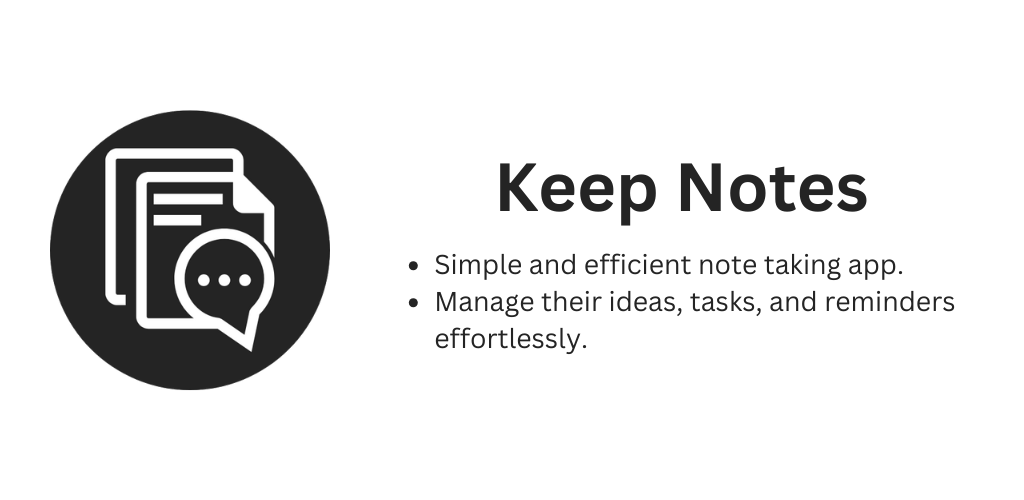 Keep Notes
• Simple and efficient note taking app.
• Manage their ideas, tasks, and reminders
effortlessly.